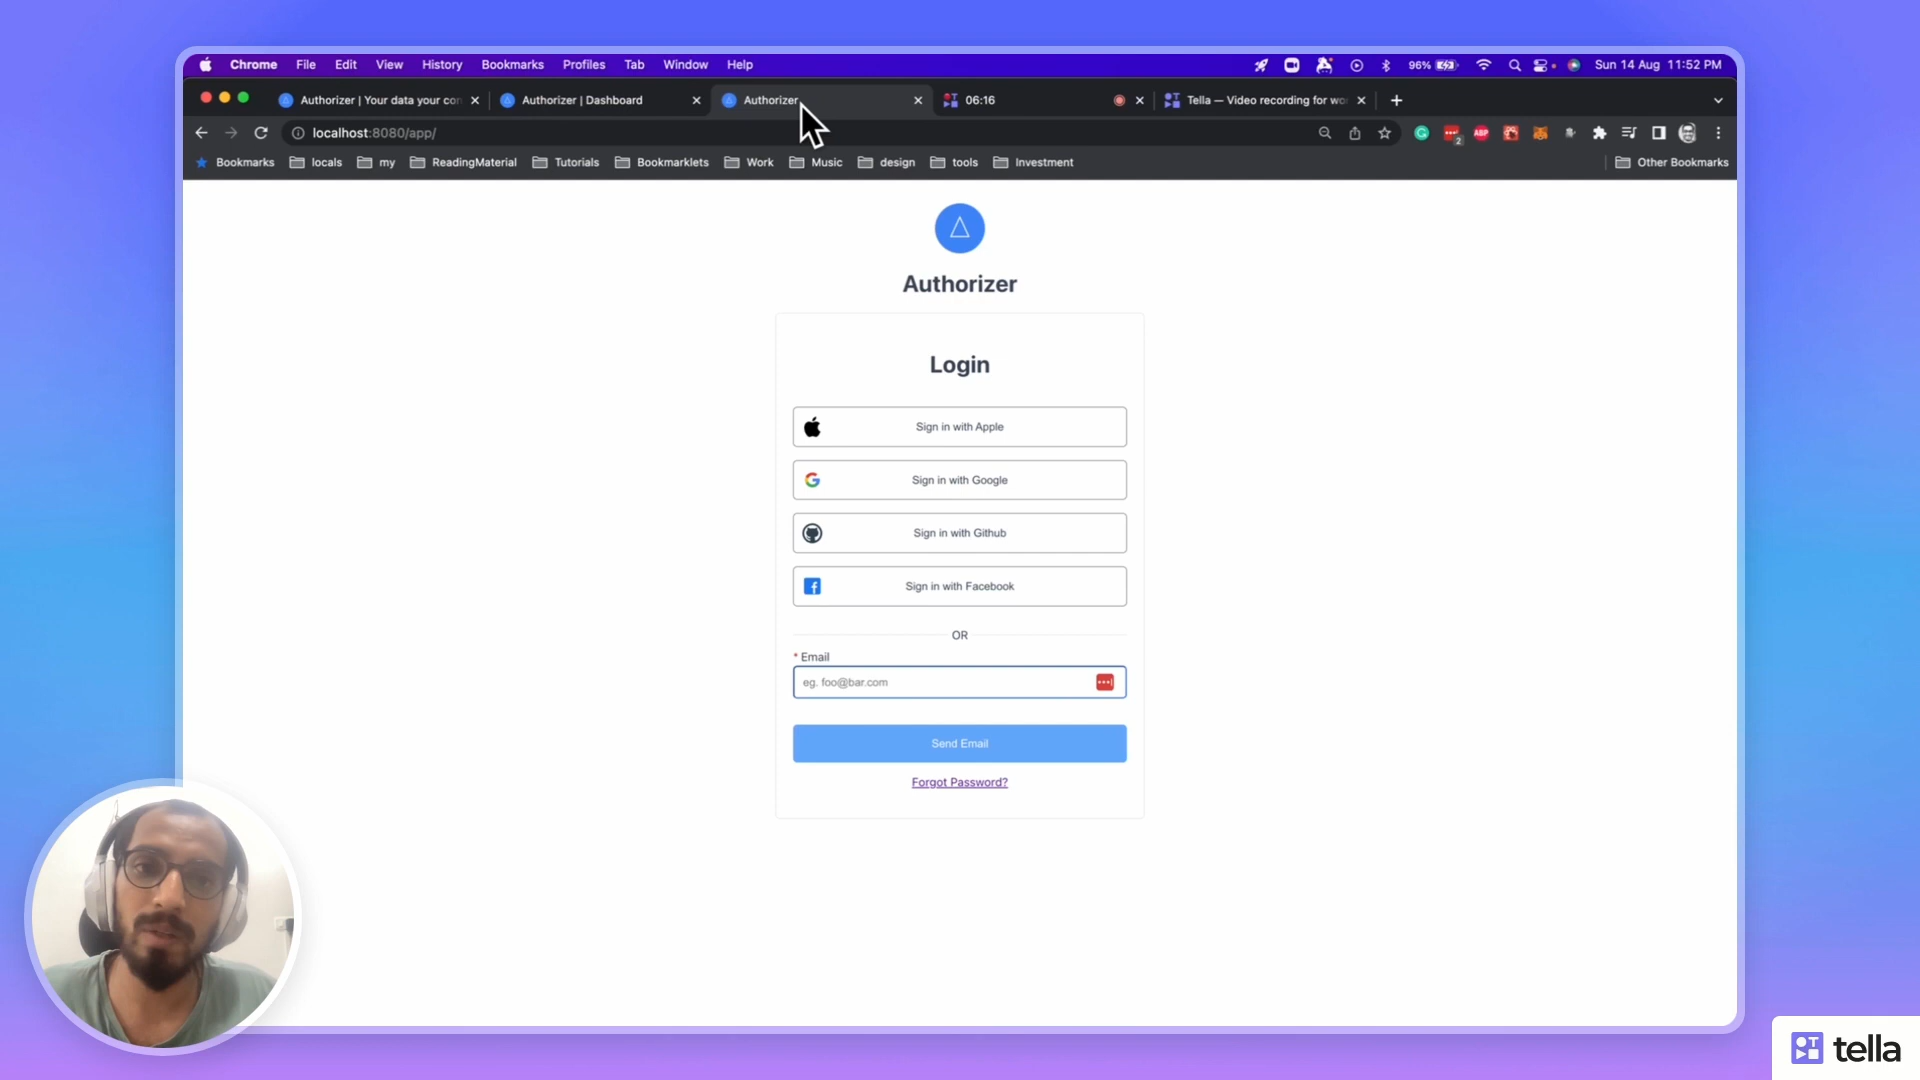 Chrome File Edit View History Bookmarks Profiles Tab Window Help 96% Sun 14 Aug 11:52 PM
Authorizer | Your data your con Authorizer | Dashboard Authorizer 06:16 Tella — Video recording for wo
localhost:8080/app/
Bookmarks locals my ReadingMaterial Tutorials Bookmarklets Work Music design tools Investment Other Bookmarks
Authorizer
Login
Sign in with Apple
Sign in with Google
Sign in with Github
Sign in with Facebook
OR
* Email
eg. foo@bar.com
Send Email
Forgot Password?
tella